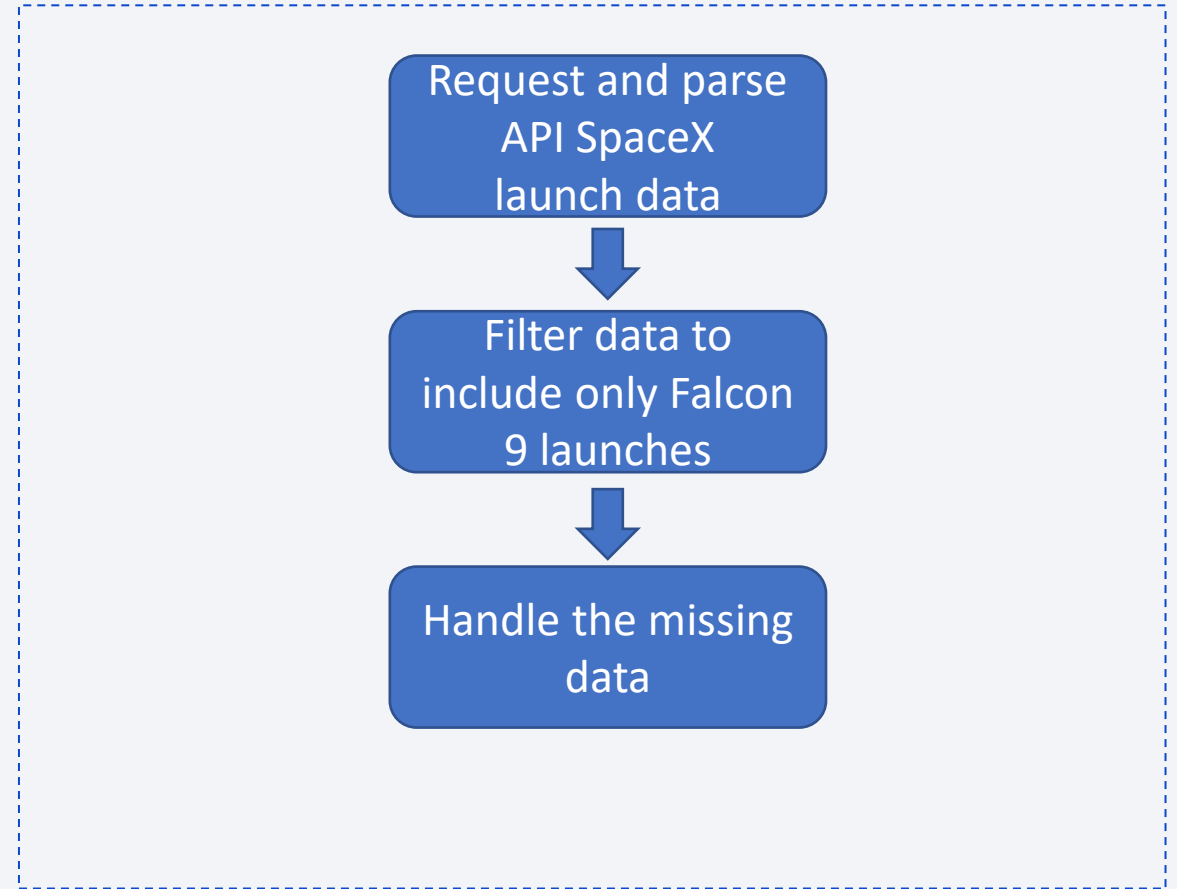 Request and parse
API SpaceX
launch data
Filter data to
include only Falcon
9 launches
Handle the missing
data